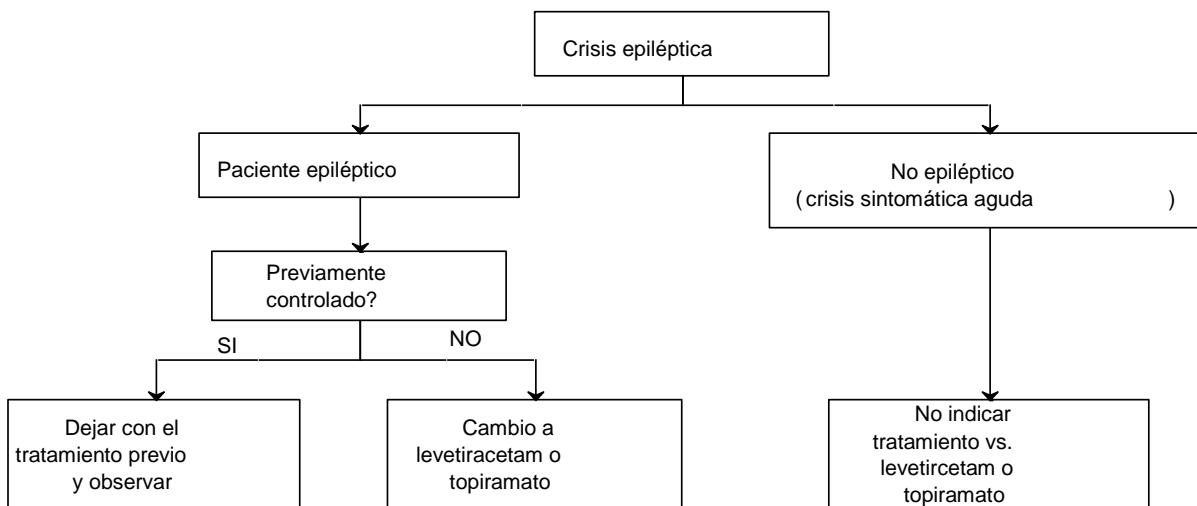 Crisis epiléptica
Paciente epiléptico
No epiléptico
( crisis sintomática aguda )
Previamente
controlado?
SI
NO
Dejar con el
tratamiento previo
y observar
Cambio a
levetiracetam o
topiramato
No indicar
tratamiento vs.
levetircetam o
topiramato